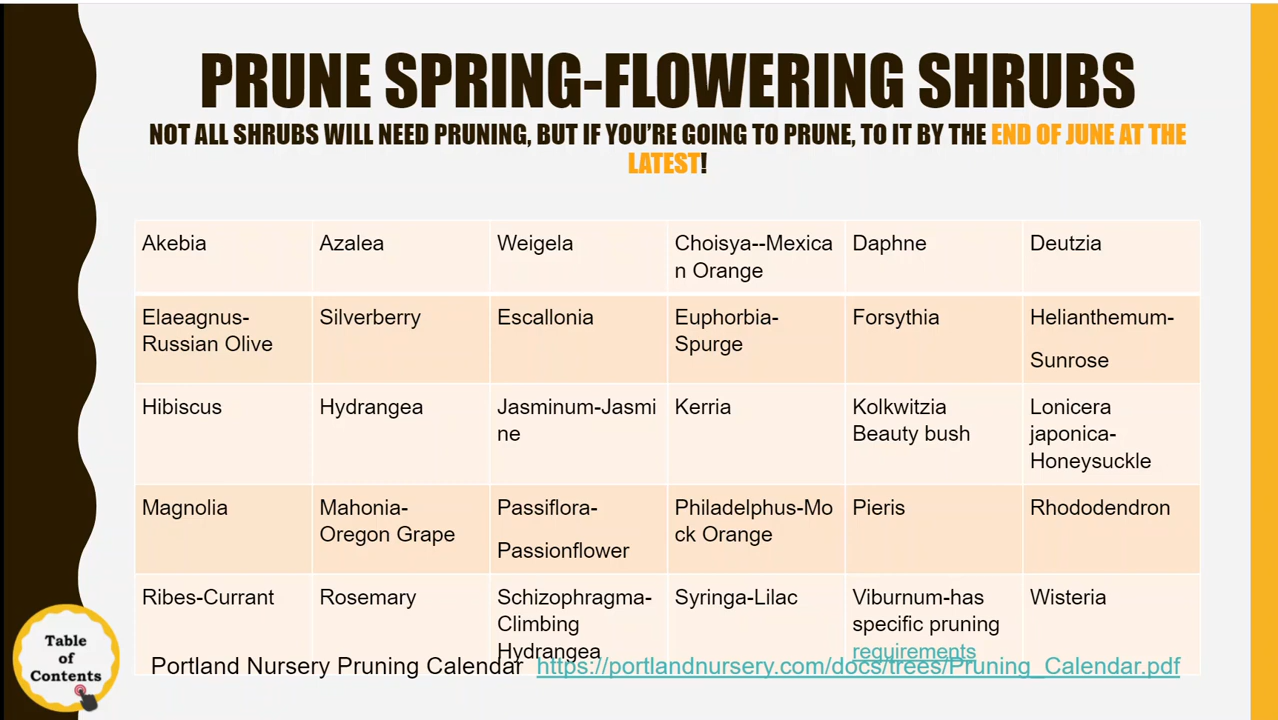 PRUNE SPRING-FLOWERING SHRUBS
NOT ALL SHRUBS WILL NEED PRUNING, BUT IF YOU'RE GOING TO PRUNE, TO IT BY THE END OF JUNE AT THE
LATEST!
Akebia
Azalea
Weigela
Choisya--Mexica
n Orange
Daphne
Deutzia
Elaeagnus-
Russian Olive
Silverberry
Escallonia
Euphorbia-
Spurge
Forsythia
Helianthemum-
Sunrose
Hibiscus
Hydrangea
Jasminum-Jasmi
ne
Kerria
Kolkwitzia
Beauty bush
Lonicera
japonica-
Honeysuckle
Magnolia
Mahonia-
Oregon Grape
Passiflora-
Passionflower
Philadelphus-Mo
ck Orange
Pieris
Rhododendron
Ribes-Currant
Rosemary
Schizophragma-
Climbing
Hydrangea
Syringa-Lilac
Viburnum-has
specific pruning
requirements
Wisteria
Table
of
Contents
Portland Nursery Pruning Calendar https://portlandnursery.com/docs/trees/Pruning_Calendar.pdf